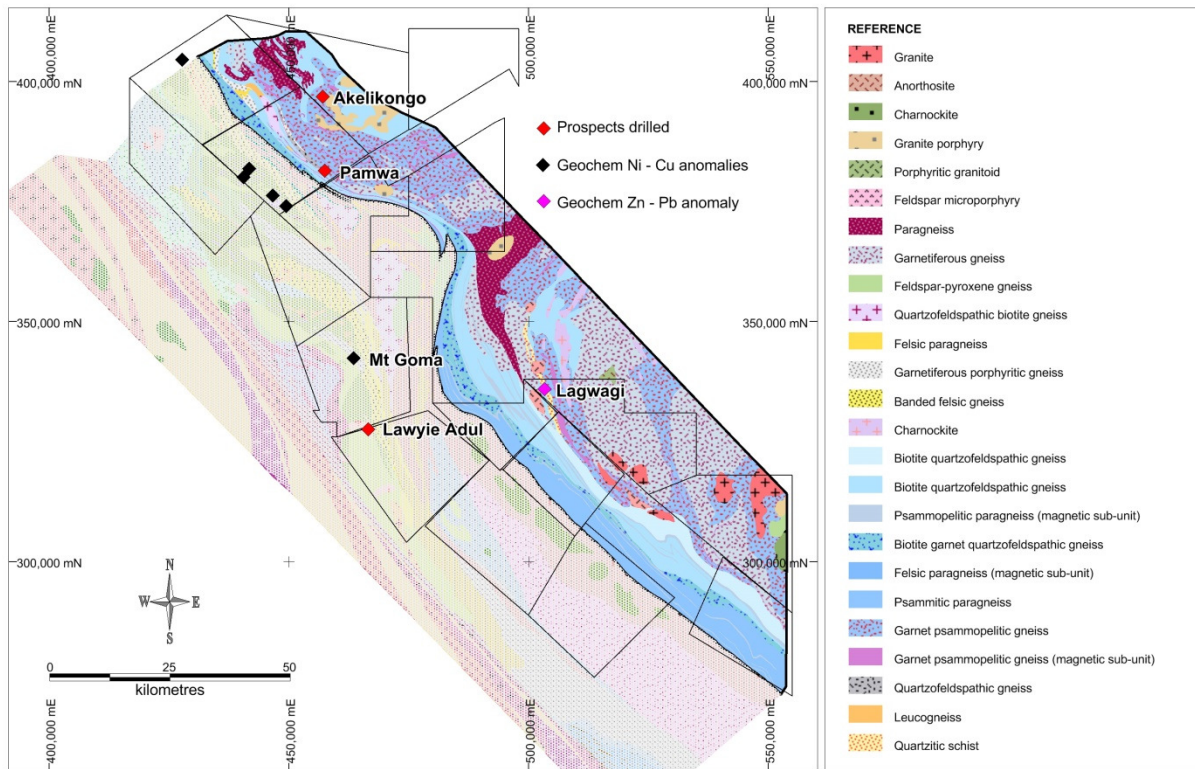 400,000 mE
450,000 mE
500,000 mE
550,000 mE
400,000 mN
400,000 mN
Akelikongo
Prospects drilled
Pamwa
Geochem Ni - Cu anomalies
Geochem Zn - Pb anomaly
350,000 mN
350,000 mN
Mt Goma
Lagwagi
Lawyie Adul
300,000 mN
300,000 mN
N
W E
S
0 25 50
kilometres
400,000 mE
450,000 mE
500,000 mE
550,000 mE
REFERENCE
Granite
Anorthosite
Charnockite
Granite porphyry
Porphyritic granitoid
Feldspar microporphyry
Paragneiss
Garnetiferous gneiss
Feldspar-pyroxene gneiss
Quartzofeldspathic biotite gneiss
Felsic paragneiss
Garnetiferous porphyritic gneiss
Banded felsic gneiss
Charnockite
Biotite quartzofeldspathic gneiss
Biotite quartzofeldspathic gneiss
Psammopelitic paragneiss (magnetic sub-unit)
Biotite garnet quartzofeldspathic gneiss
Felsic paragneiss (magnetic sub-unit)
Psammitic paragneiss
Garnet psammopelitic gneiss
Garnet psammopelitic gneiss (magnetic sub-unit)
Quartzofeldspathic gneiss
Leucogneiss
Quartzitic schist